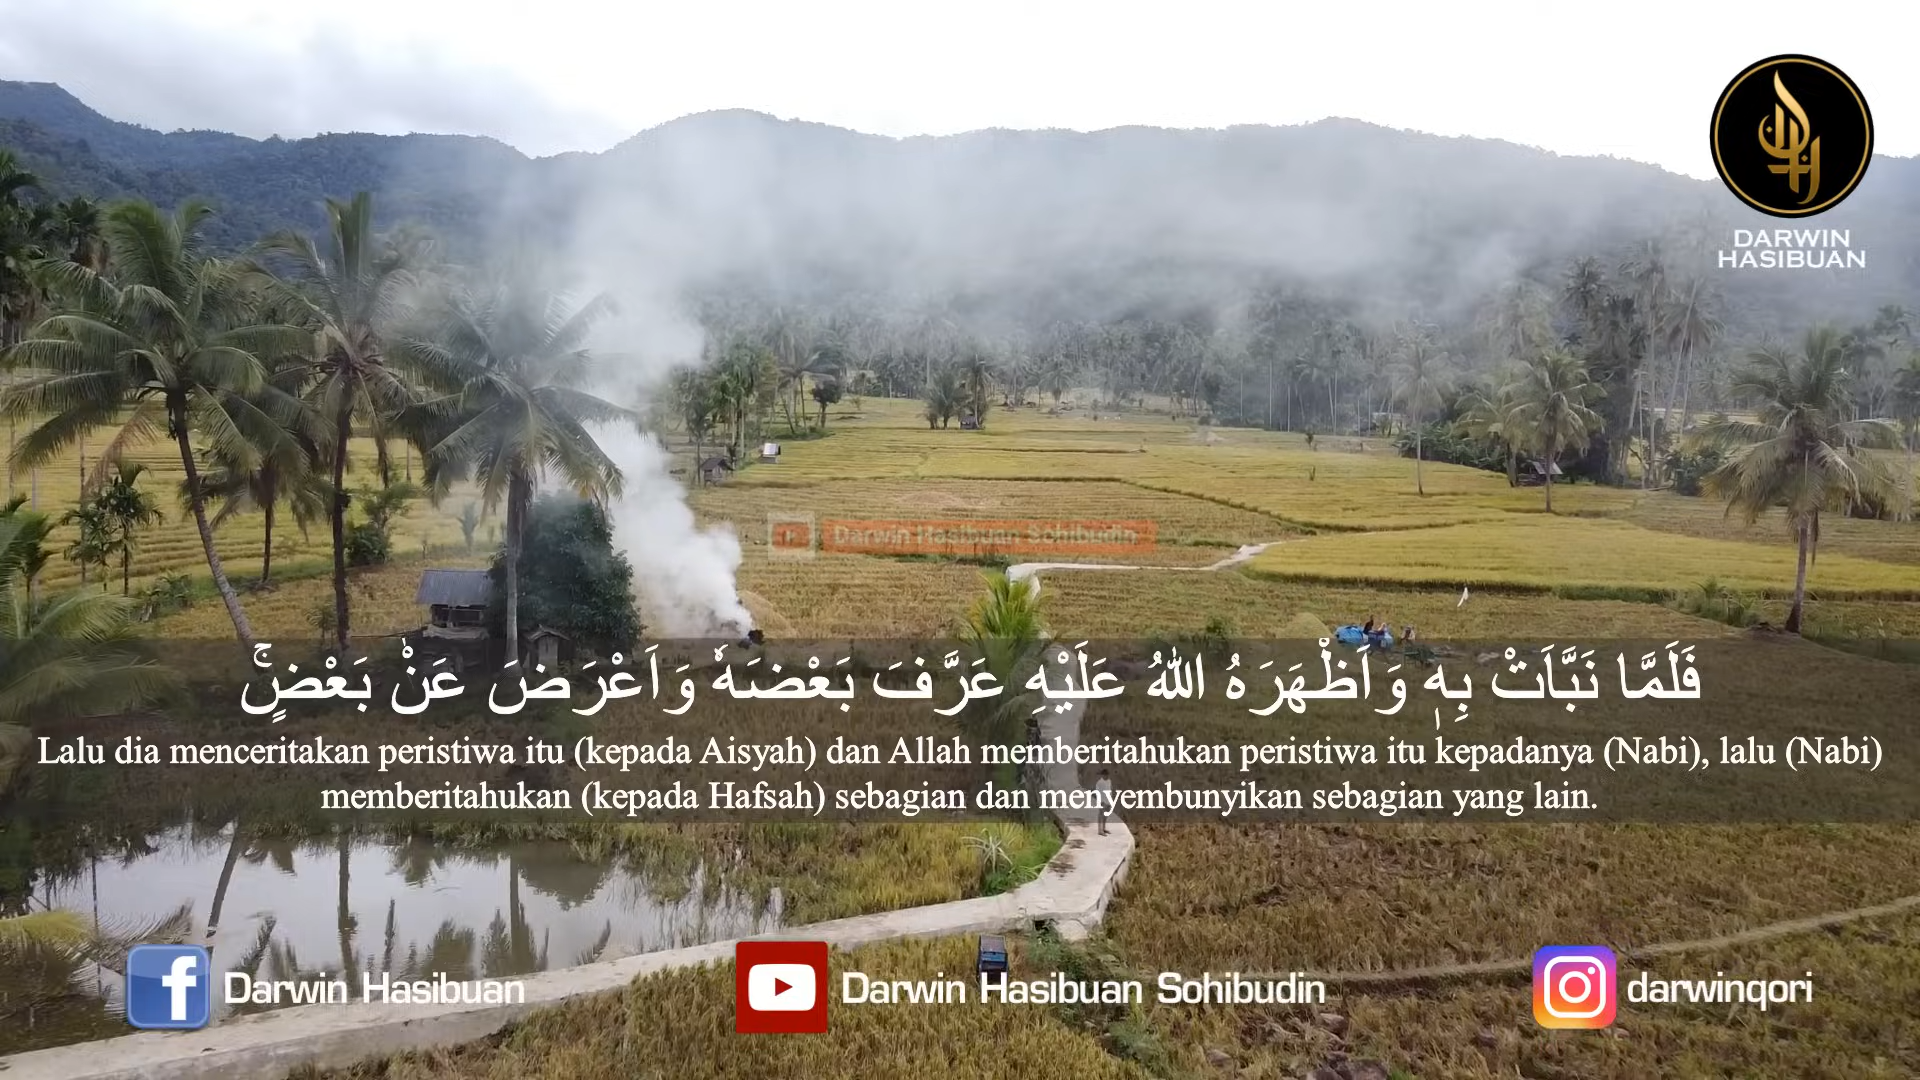 DARWIN
HASIBUAN
Darwin Hasibuan Sohibudin
فَلَمَّا نَبَّاَتْ بِهٖ وَاَظْهَرَهُ اللّٰهُ عَلَيْهِ عَرَّفَ بَعْضَهٗ وَاَعْرَضَ عَنْۢ بَعْضٍۚ
Lalu dia menceritakan peristiwa itu (kepada Aisyah) dan Allah memberitahukan peristiwa itu kepadanya (Nabi), lalu (Nabi)
memberitahukan (kepada Hafsah) sebagian dan menyembunyikan sebagian yang lain.
Darwin Hasibuan
Darwin Hasibuan Sohibudin
darwinqori